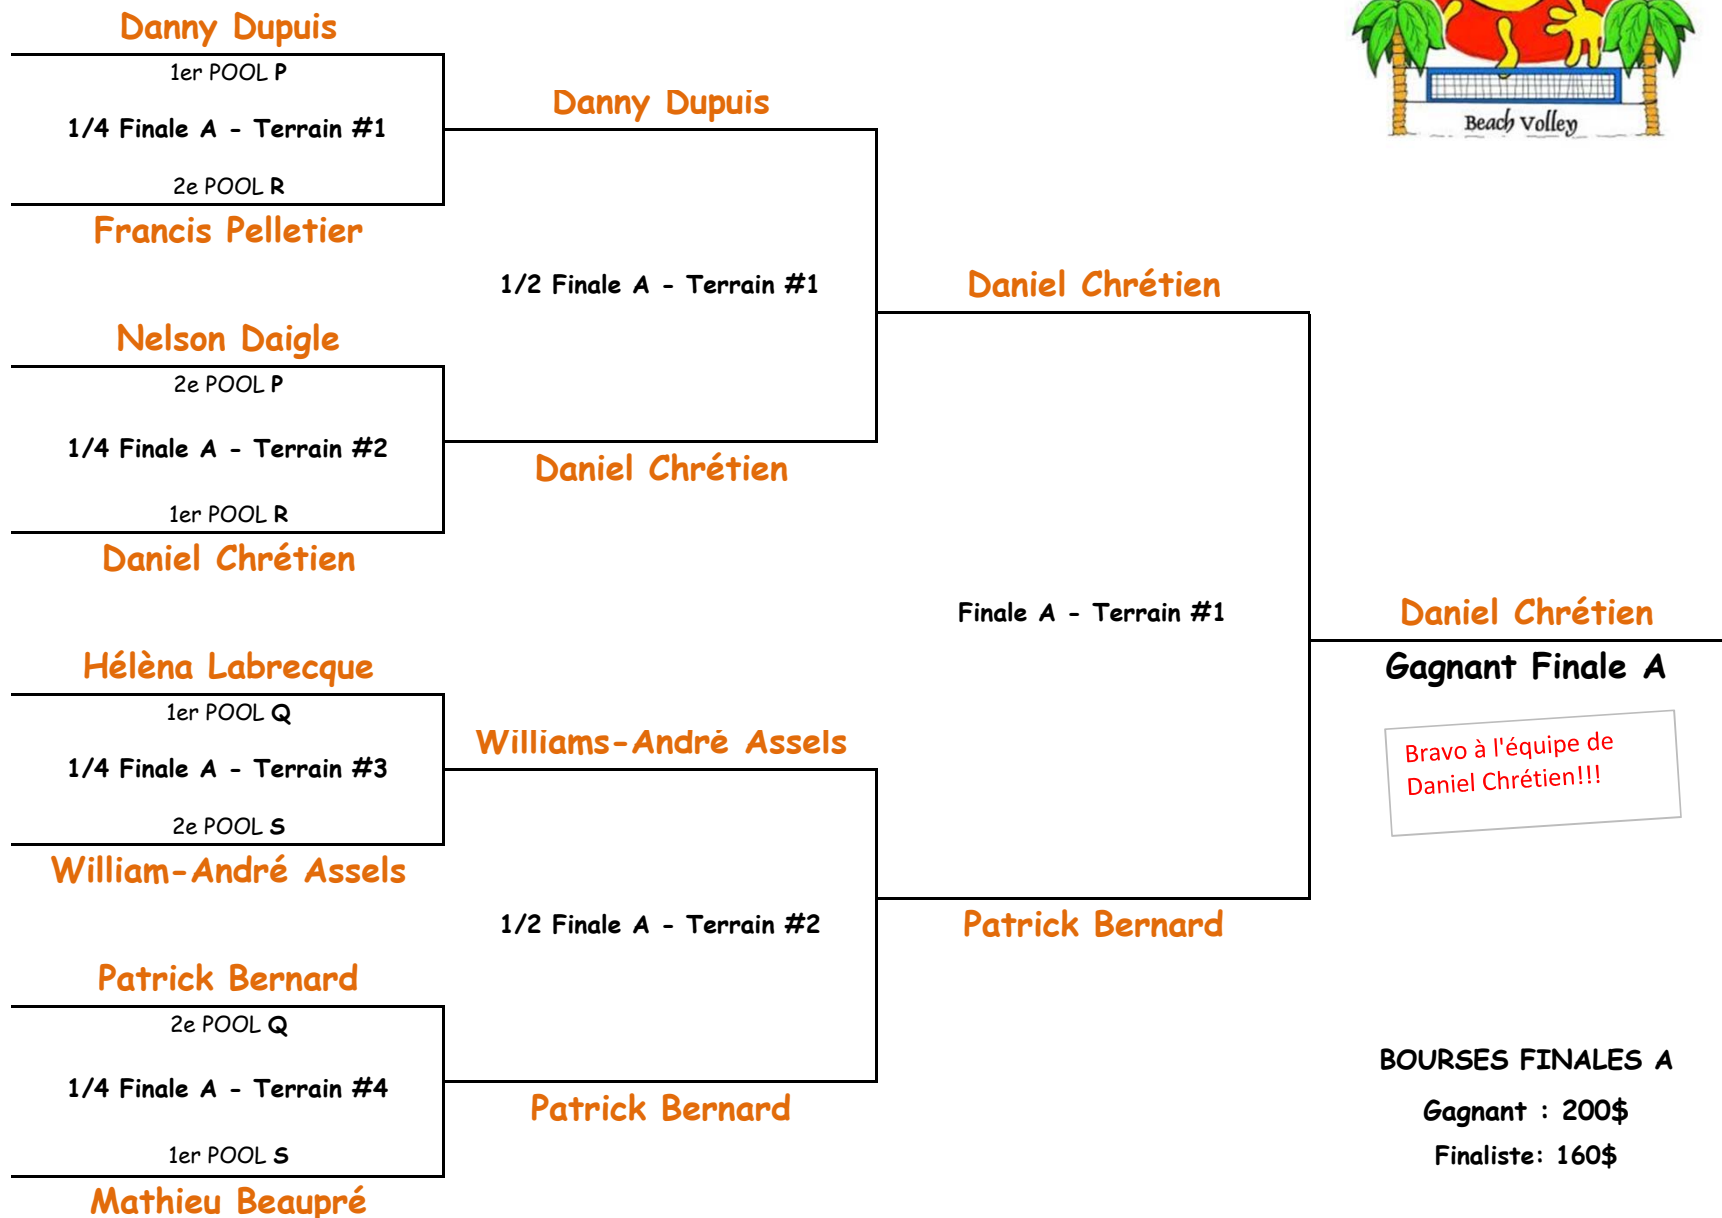 Danny Dupuis
1er POOL P
1/4 Finale A - Terrain #1
2e POOL R
Francis Pelletier
Nelson Daigle
2e POOL P
1/4 Finale A - Terrain #2
1er POOL R
Daniel Chrétien
Hélèna Labrecque
1er POOL Q
1/4 Finale A - Terrain #3
2e POOL S
William-André Assels
Patrick Bernard
2e POOL Q
1/4 Finale A - Terrain #4
1er POOL S
Mathieu Beaupré
Danny Dupuis
1/2 Finale A - Terrain #1
Daniel Chrétien
Williams-André Assels
1/2 Finale A - Terrain #2
Patrick Bernard
Daniel Chrétien
Finale A - Terrain #1
Patrick Bernard
Beach Volley
Daniel Chrétien
Gagnant Finale A
Bravo à l'équipe de
Daniel Chrétien!!!
BOURSES FINALES A
Gagnant : 200$
Finaliste: 160$